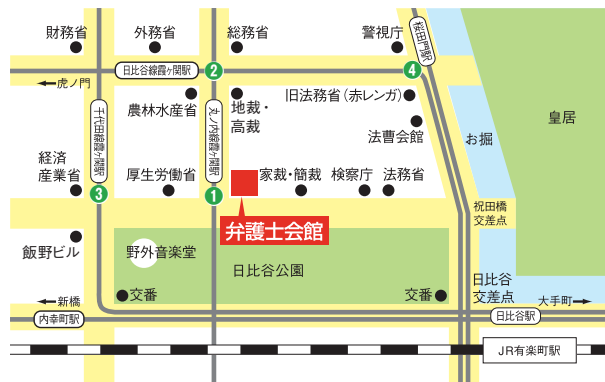 財務省
外務省
総務省
警視庁
桜田門駅
日比谷線霞ヶ関駅
2
4
←虎ノ門
農林水産省
地裁・
高裁
旧法務省（赤レンガ）
法曹会館
皇居
お掘
千代田線霞ヶ関駅
丸ノ内線霞ヶ関駅
経済
産業省
厚生労働省
家裁・簡裁
検察庁
法務省
3
1
祝田橋
交差点
弁護士会館
飯野ビル
野外音楽堂
日比谷公園
日比谷
交差点
←新橋
交番
交番
大手町→
内幸町駅
日比谷駅
JR有楽町駅